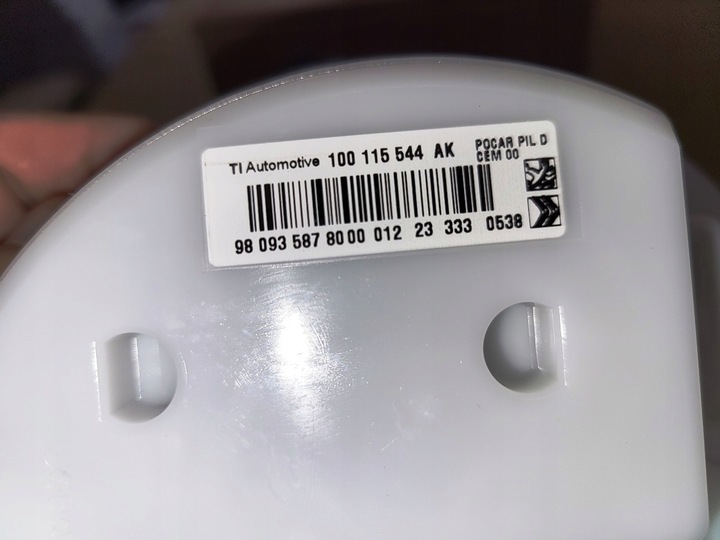 TI Automotive 100 115 544 AK
POCAR PIL D
CEM 00
98 093 587 80 00 012 23 333 0538